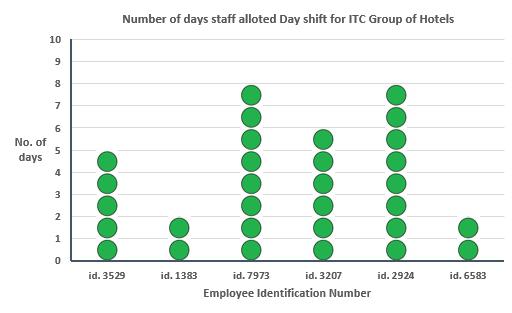 Number of days staff alloted Day shift for ITC Group of Hotels
10
9
8
7
6
5
4
3
2
1
0
No. of
days
id. 3529 id. 1383 id. 7973 id. 3207 id. 2924 id. 6583
Employee Identification Number